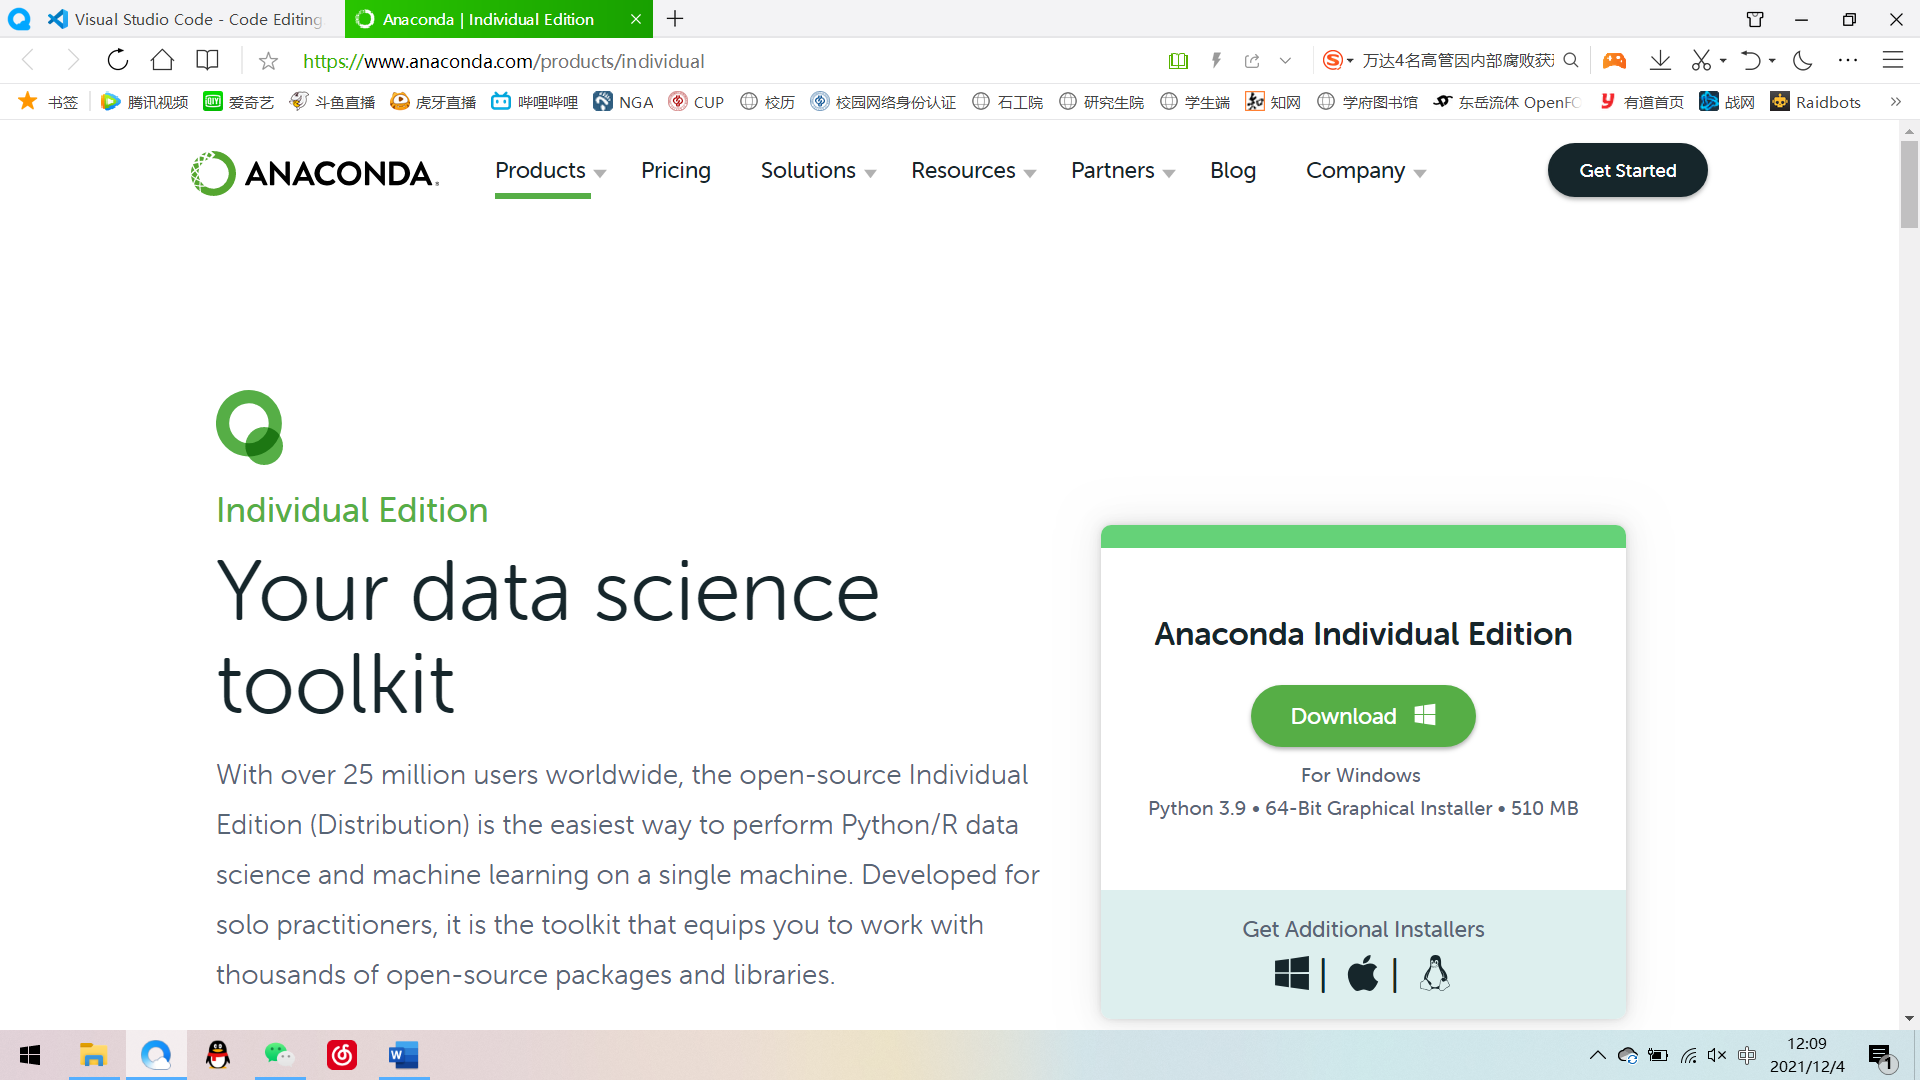 Visual Studio Code - Code Editing
Anaconda | Individual Edition
https://www.anaconda.com/products/individual
万达4名高管因内部腐败获
书签 腾讯视频 爱奇艺 斗鱼直播 虎牙直播 哔哩哔哩 NGA CUP 校历 校园网络身份认证 石工院 研究生院 学生端 知网 学府图书馆 东岳流体 OpenFO 有道首页 战网 Raidbots
ANACONDA.
Products Pricing Solutions Resources Partners Blog Company
Get Started
Individual Edition
Your data science
toolkit
With over 25 million users worldwide, the open-source Individual
Edition (Distribution) is the easiest way to perform Python/R data
science and machine learning on a single machine. Developed for
solo practitioners, it is the toolkit that equips you to work with
thousands of open-source packages and libraries.
Anaconda Individual Edition
Download
For Windows
Python 3.9 • 64-Bit Graphical Installer • 510 MB
Get Additional Installers
中
12:09
2021/12/4
1